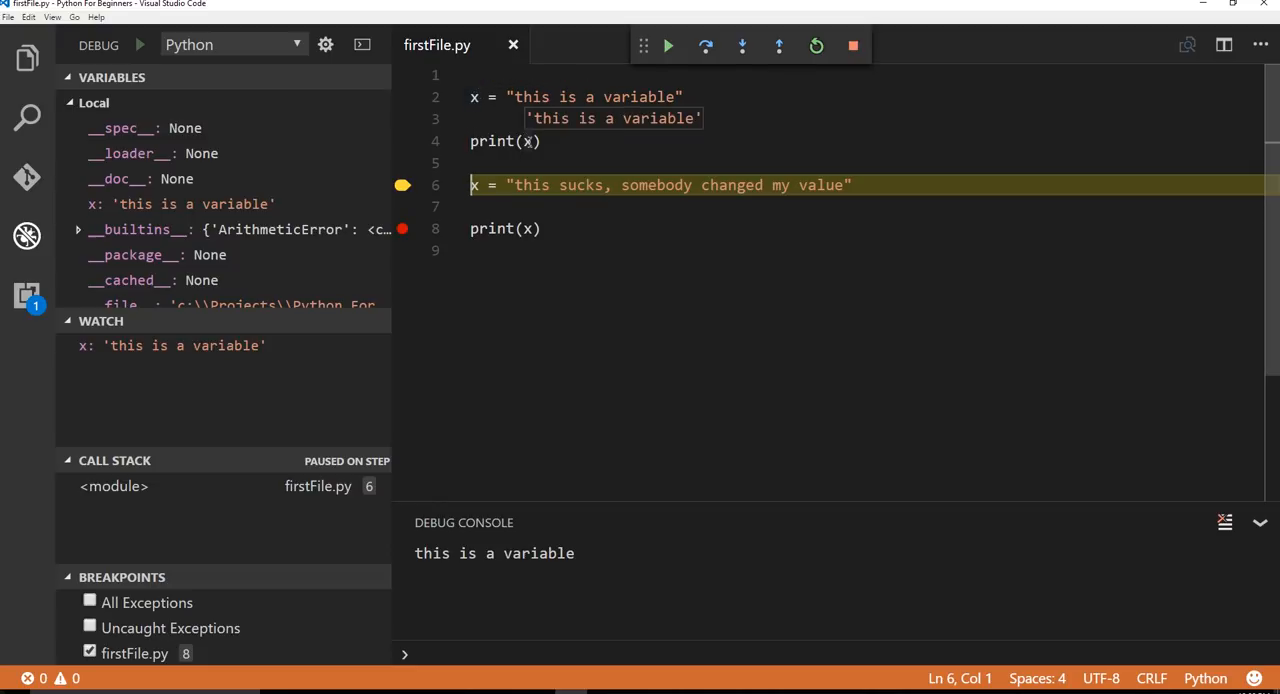 firstFile.py - Python For Beginners - Visual Studio Code
File Edit View Go Help
DEBUG Python
VARIABLES
Local
__spec__: None
__loader__: None
__doc__: None
x: 'this is a variable'
__builtins__: {'ArithmeticError': <c...
__package__: None
__cached__: None
__file__: 'c:\\Projects\\Python For
WATCH
x: 'this is a variable'
CALL STACK PAUSED ON STEP
<module> firstFile.py 6
BREAKPOINTS
All Exceptions
Uncaught Exceptions
firstFile.py 8
1
firstFile.py
1
2 x = "this is a variable"
3 'this is a variable'
4 print(x)
5
6 x = "this sucks, somebody changed my value"
7
8 print(x)
9
DEBUG CONSOLE
this is a variable
0 0 Ln 6, Col 1 Spaces: 4 UTF-8 CRLF Python